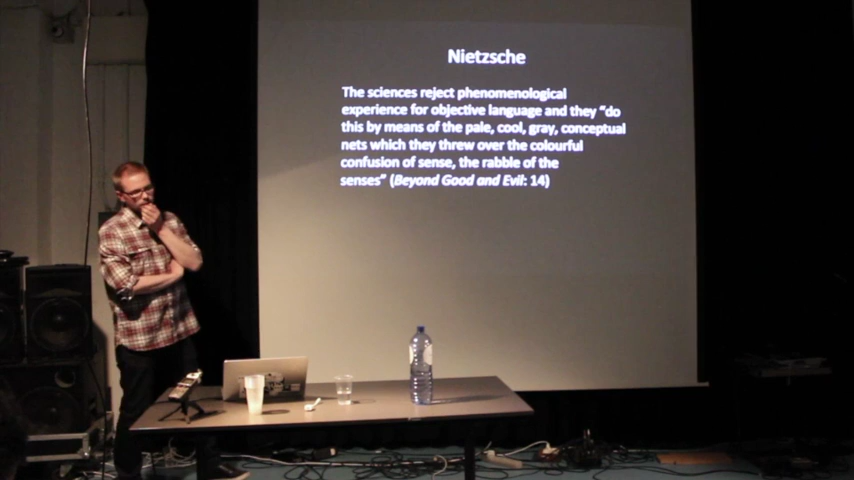 Nietzsche
The sciences reject phenomenological
experience for objective language and they “do
this by means of the pale, cool, gray, conceptual
nets which they threw over the colourful
confusion of sense, the rabble of the
senses” (Beyond Good and Evil: 14)